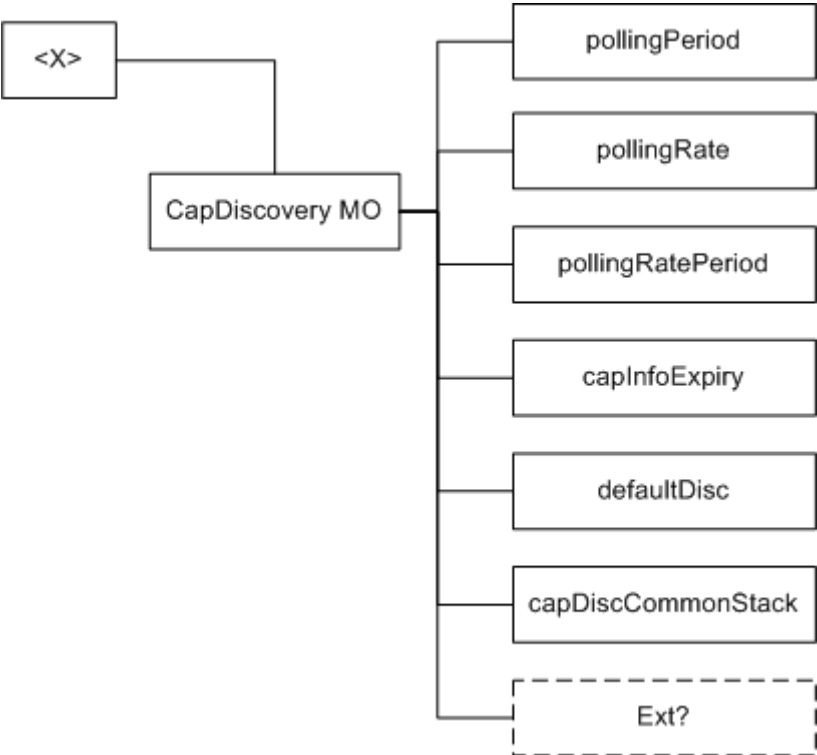 <X>
CapDiscovery MO
pollingPeriod
pollingRate
pollingRatePeriod
capInfoExpiry
defaultDisc
capDiscCommonStack
Ext?